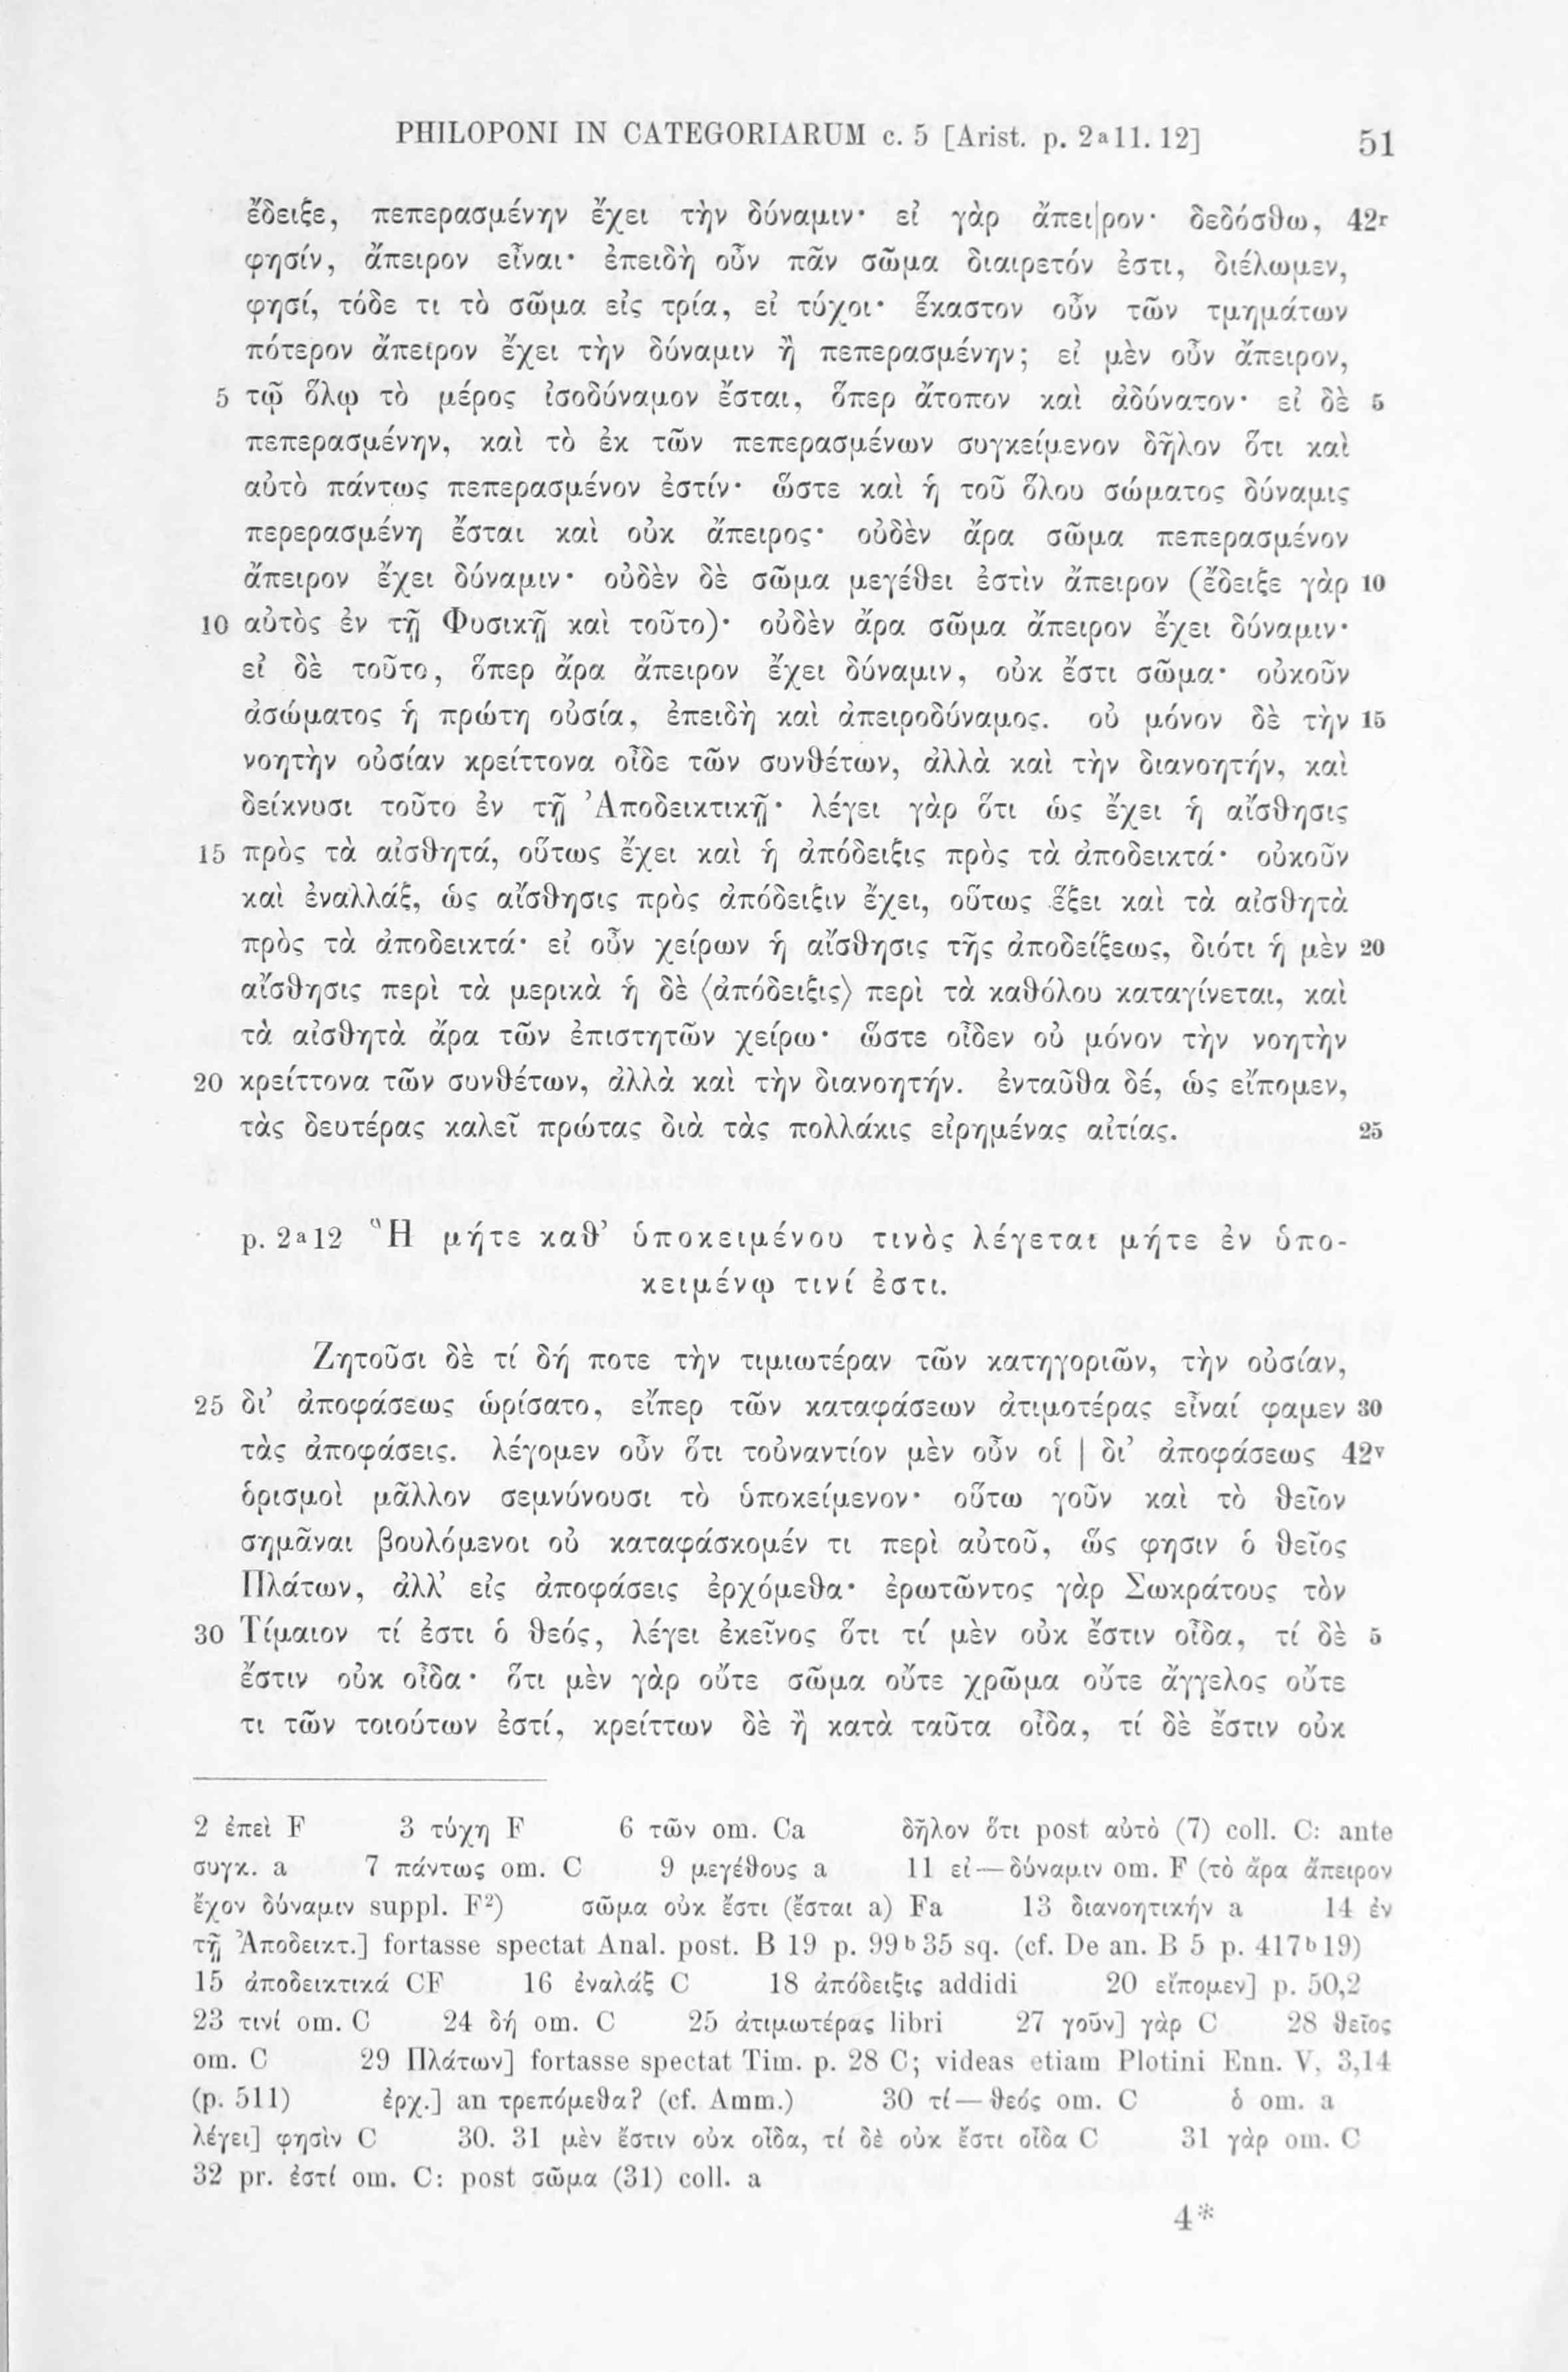 PHILOPONI IN CATEGORIARUM c. 5 [Arist. p. 2ª11. 12] 51
ἔδειξε, πεπερασμένην ἔχει τὴν δύναμιν· εἰ γὰρ ἄπει|ρον· δεδόσθω, 42r
φησίν, ἄπειρον εἶναι· ἐπειδὴ οὖν πᾶν σῶμα διαιρετόν ἐστι, διέλωμεν,
φησί, τόδε τι τὸ σῶμα εἰς τρία, εἰ τύχοι· ἕκαστον οὖν τῶν τμημάτων
πότερον ἄπειρον ἔχει τὴν δύναμιν ἢ πεπερασμένην; εἰ μὲν οὖν ἄπειρον,
5 τῷ ὅλῳ τὸ μέρος ἰσοδύναμον ἔσται, ὅπερ ἄτοπον καὶ ἀδύνατον· εἰ δὲ 5
πεπερασμένην, καὶ τὸ ἐκ τῶν πεπερασμένων συγκείμενον δῆλον ὅτι καὶ
αὐτὸ πάντως πεπερασμένον ἐστίν· ὥστε καὶ ἡ τοῦ ὅλου σώματος δύναμις
περερασμένη ἔσται καὶ οὐκ ἄπειρος· οὐδὲν ἄρα σῶμα πεπερασμένον
ἄπειρον ἔχει δύναμιν· οὐδὲν δὲ σῶμα μεγέθει ἐστὶν ἄπειρον (ἔδειξε γὰρ 10
10 αὐτὸς ἐν τῇ Φυσικῇ καὶ τοῦτο)· οὐδὲν ἄρα σῶμα ἄπειρον ἔχει δύναμιν·
εἰ δὲ τοῦτο, ὅπερ ἄρα ἄπειρον ἔχει δύναμιν, οὐκ ἔστι σῶμα· οὐκοῦν
ἀσώματος ἡ πρώτη οὐσία, ἐπειδὴ καὶ ἀπειροδύναμος. οὐ μόνον δὲ τὴν 15
νοητὴν οὐσίαν κρείττονα οἶδε τῶν συνθέτων, ἀλλὰ καὶ τὴν διανοητήν, καὶ
δείκνυσι τοῦτο ἐν τῇ Ἀποδεικτικῇ· λέγει γὰρ ὅτι ὡς ἔχει ἡ αἴσθησις
15 πρὸς τὰ αἰσθητά, οὕτως ἔχει καὶ ἡ ἀπόδειξις πρὸς τὰ ἀποδεικτά· οὐκοῦν
καὶ ἐναλλάξ, ὡς αἴσθησις πρὸς ἀπόδειξιν ἔχει, οὕτως ἕξει καὶ τὰ αἰσθητὰ
πρὸς τὰ ἀποδεικτά· εἰ οὖν χείρων ἡ αἴσθησις τῆς ἀποδείξεως, διότι ἡ μὲν 20
αἴσθησις περὶ τὰ μερικὰ ἡ δὲ ⟨ἀπόδειξις⟩ περὶ τὰ καθόλου καταγίνεται, καὶ
τὰ αἰσθητὰ ἄρα τῶν ἐπιστητῶν χείρω· ὥστε οἶδεν οὐ μόνον τὴν νοητὴν
20 κρείττονα τῶν συνθέτων, ἀλλὰ καὶ τὴν διανοητήν. ἐνταῦθα δέ, ὡς εἴπομεν,
τὰς δευτέρας καλεῖ πρώτας διὰ τὰς πολλάκις εἰρημένας αἰτίας. 25
p. 2ª12 Ἢ μήτε καθ’ ὑποκειμένου τινὸς λέγεται μήτε ἐν ὑπο-
κειμένῳ τινί ἐστι.
Ζητοῦσι δὲ τί δή ποτε τὴν τιμιωτέραν τῶν κατηγοριῶν, τὴν οὐσίαν,
25 δι’ ἀποφάσεως ὡρίσατο, εἴπερ τῶν καταφάσεων ἀτιμοτέρας εἶναί φαμεν 30
τὰς ἀποφάσεις. λέγομεν οὖν ὅτι τοὐναντίον μὲν οὖν οἱ | δι’ ἀποφάσεως 42v
ὁρισμοὶ μᾶλλον σεμνύνουσι τὸ ὑποκείμενον· οὕτω γοῦν καὶ τὸ θεῖον
σημᾶναι βουλόμενοι οὐ καταφάσκομέν τι περὶ αὐτοῦ, ὥς φησιν ὁ θεῖος
Πλάτων, ἀλλ’ εἰς ἀποφάσεις ἐρχόμεθα· ἐρωτῶντος γὰρ Σωκράτους τὸν
30 Τίμαιον τί ἐστι ὁ θεός, λέγει ἐκεῖνος ὅτι τί μὲν οὐκ ἔστιν οἶδα, τί δὲ 5
ἔστιν οὐκ οἶδα· ὅτι μὲν γὰρ οὔτε σῶμα οὔτε χρῶμα οὔτε ἄγγελος οὔτε
τι τῶν τοιούτων ἐστί, κρείττων δὲ ἢ κατὰ ταῦτα οἶδα, τί δὲ ἔστιν οὐκ
2 ἐπεὶ F 3 τύχη F 6 τῶν om. Ca δῆλον ὅτι post αὐτὸ (7) coll. C: ante
συγκ. a 7 πάντως om. C 9 μεγέθους a 11 εἰ—δύναμιν om. F (τὸ ἄρα ἄπειρον
ἔχον δύναμιν suppl. F²) σῶμα οὐκ ἔστι (ἔσται a) Fa 13 διανοητικήν a 14 ἐν
τῇ Ἀποδεικτ.] fortasse spectat Anal. post. B 19 p. 99ᵇ35 sq. (cf. De an. B 5 p. 417ᵇ19)
15 ἀποδεικτικά CF 16 ἐναλάξ C 18 ἀπόδειξις addidi 20 εἴπομεν] p. 50,2
23 τινί om. C 24 δή om. C 25 ἀτιμωτέρας libri 27 γοῦν] γὰρ C 28 θεῖος
om. C 29 Πλάτων] fortasse spectat Tim. p. 28 C; videas etiam Plotini Enn. V, 3,14
(p. 511) ἐρχ.] an τρεπόμεθα? (cf. Amm.) 30 τί—θεός om. C ὁ om. a
λέγει] φησὶν C 30. 31 μὲν ἔστιν οὐκ οἶδα, τί δὲ οὐκ ἔστι οἶδα C 31 γὰρ om. C
32 pr. ἐστί om. C: post σῶμα (31) coll. a
4*